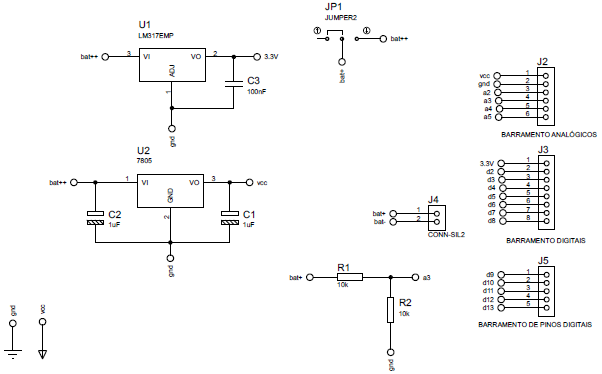 U1
LM317EMP
bat++
3
VI
VO
2
3.3V
ADJ
1
C3
100nF
gnd
JP1
JUMPER2
bat++
bat+
J2
vcc 1
gnd 2
a2 3
a3 4
a4 5
a5 6
BARRAMENTO ANALÓGICOS
U2
7805
bat++
1
VI
VO
3
vcc
GND
2
C2
1uF
C1
1uF
gnd
J3
3.3V 1
d2 2
d3 3
d4 4
d5 5
d6 6
d7 7
d8 8
BARRAMENTO DIGITAIS
J4
bat+ 1
bat- 2
CONN-SIL2
R1
bat+
10k
a3
R2
10k
gnd
J5
d9 1
d10 2
d11 3
d12 4
d13 5
BARRAMENTO DE PINOS DIGITAIS
gnd
vcc